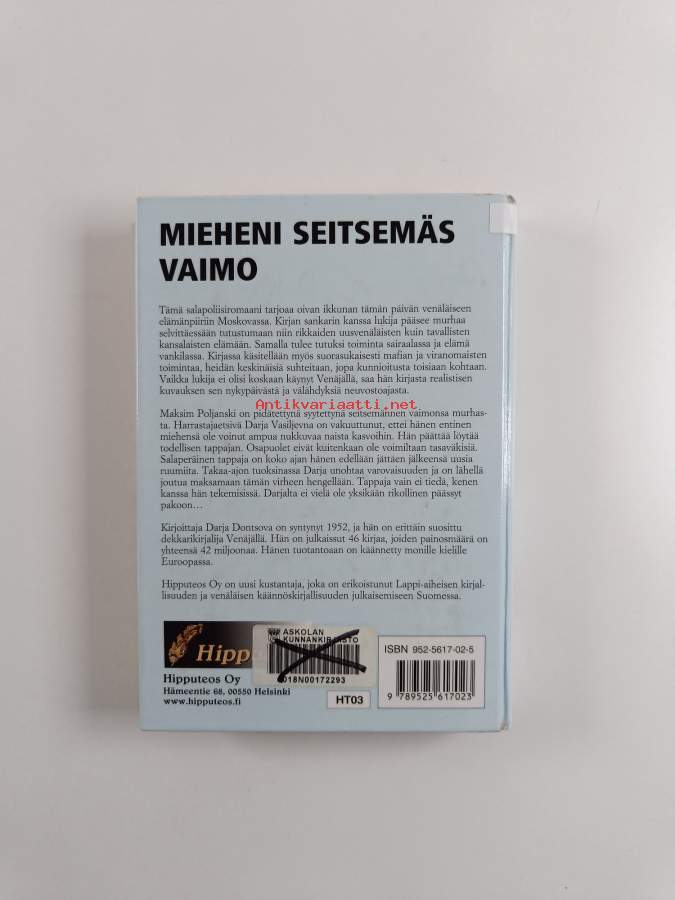 MIEHENI SEITSEMÄS
VAIMO
Tämä salapoliisiromaani tarjoaa oivan ikkunan tämän päivän venäläiseen
elämänpiiriin Moskovassa. Kirjan sankarin kanssa lukija pääsee murhaa
selvittäessään tutustumaan niin rikkaiden uusvenäläisten kuin tavallisten
kansalaisten elämään. Samalla tulee tutuksi toiminta sairaalassa ja elämä
vankilassa. Kirjassa käsitellään myös suorasukaisesti mafian ja viranomaisten
toimintaa, heidän keskinäisiä suhteitaan, jopa kunnioitusta toisiaan kohtaan.
Vaikka lukija ei olisi koskaan käynyt Venäjällä, saa hän kirjasta realistisen
kuvauksen sen nykypäivästä ja välähdyksiä neuvostoajasta.
Antikvariaatti.net
Maksim Poljanski on pidätettynä syytettynä seitsemännen vaimonsa murhas-
ta. Harrastajaetsivä Darja Vasiljevna on vakuuttunut, ettei hänen entinen
miehensä ole voinut ampua nukkuvaa naista kasvoihin. Hän päättää löytää
todellisen tappajan. Osapuolet eivät kuitenkaan ole voimiltaan tasaväkisiä.
Salaperäinen tappaja on koko ajan hänen edellään jättäen jälkeensä uusia
ruumiita. Takaa-ajon tuoksinassa Darja unohtaa varovaisuuden ja on lähellä
joutua maksamaan tämän virheen hengellään. Tappaja vain ei tiedä, kenen
kanssa hän tekemisissä. Darjalta ei vielä ole yksikään rikollinen päässyt
pakoon…
Kirjoittaja Darja Dontsova on syntynyt 1952, ja hän on erittäin suosittu
dekkarikirjalija Venäjällä. Hän on julkaissut 46 kirjaa, joiden painosmäärä on
yhteensä 42 miljoonaa. Hänen tuotantoaan on käännetty monille kielille
Euroopassa.
Hipputeos Oy on uusi kustantaja, joka on erikoistunut Lappi-aiheisen kirjal-
lisuuden ja venäläisen käännöskirjallisuuden julkaisemiseen Suomessa.
Hippu
ASKOLAN
KUNNANKIRJASTO
018N00172293
Hipputeos Oy
Hämeentie 68, 00550 Helsinki
www.hipputeos.fi
HT03
ISBN 952-5617-02-5
9 789525 617023